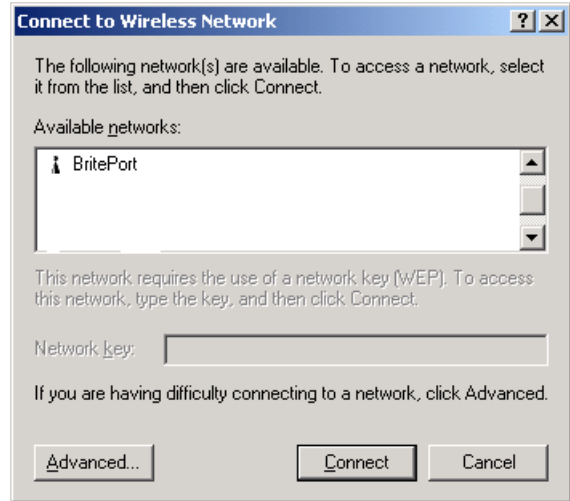 Connect to Wireless Network
The following network(s) are available. To access a network, select
it from the list, and then click Connect.
Available networks:
BritePort
This network requires the use of a network key (WEP). To access
this network, type the key, and then click Connect.
Network key:
If you are having difficulty connecting to a network, click Advanced.
Advanced... Connect Cancel